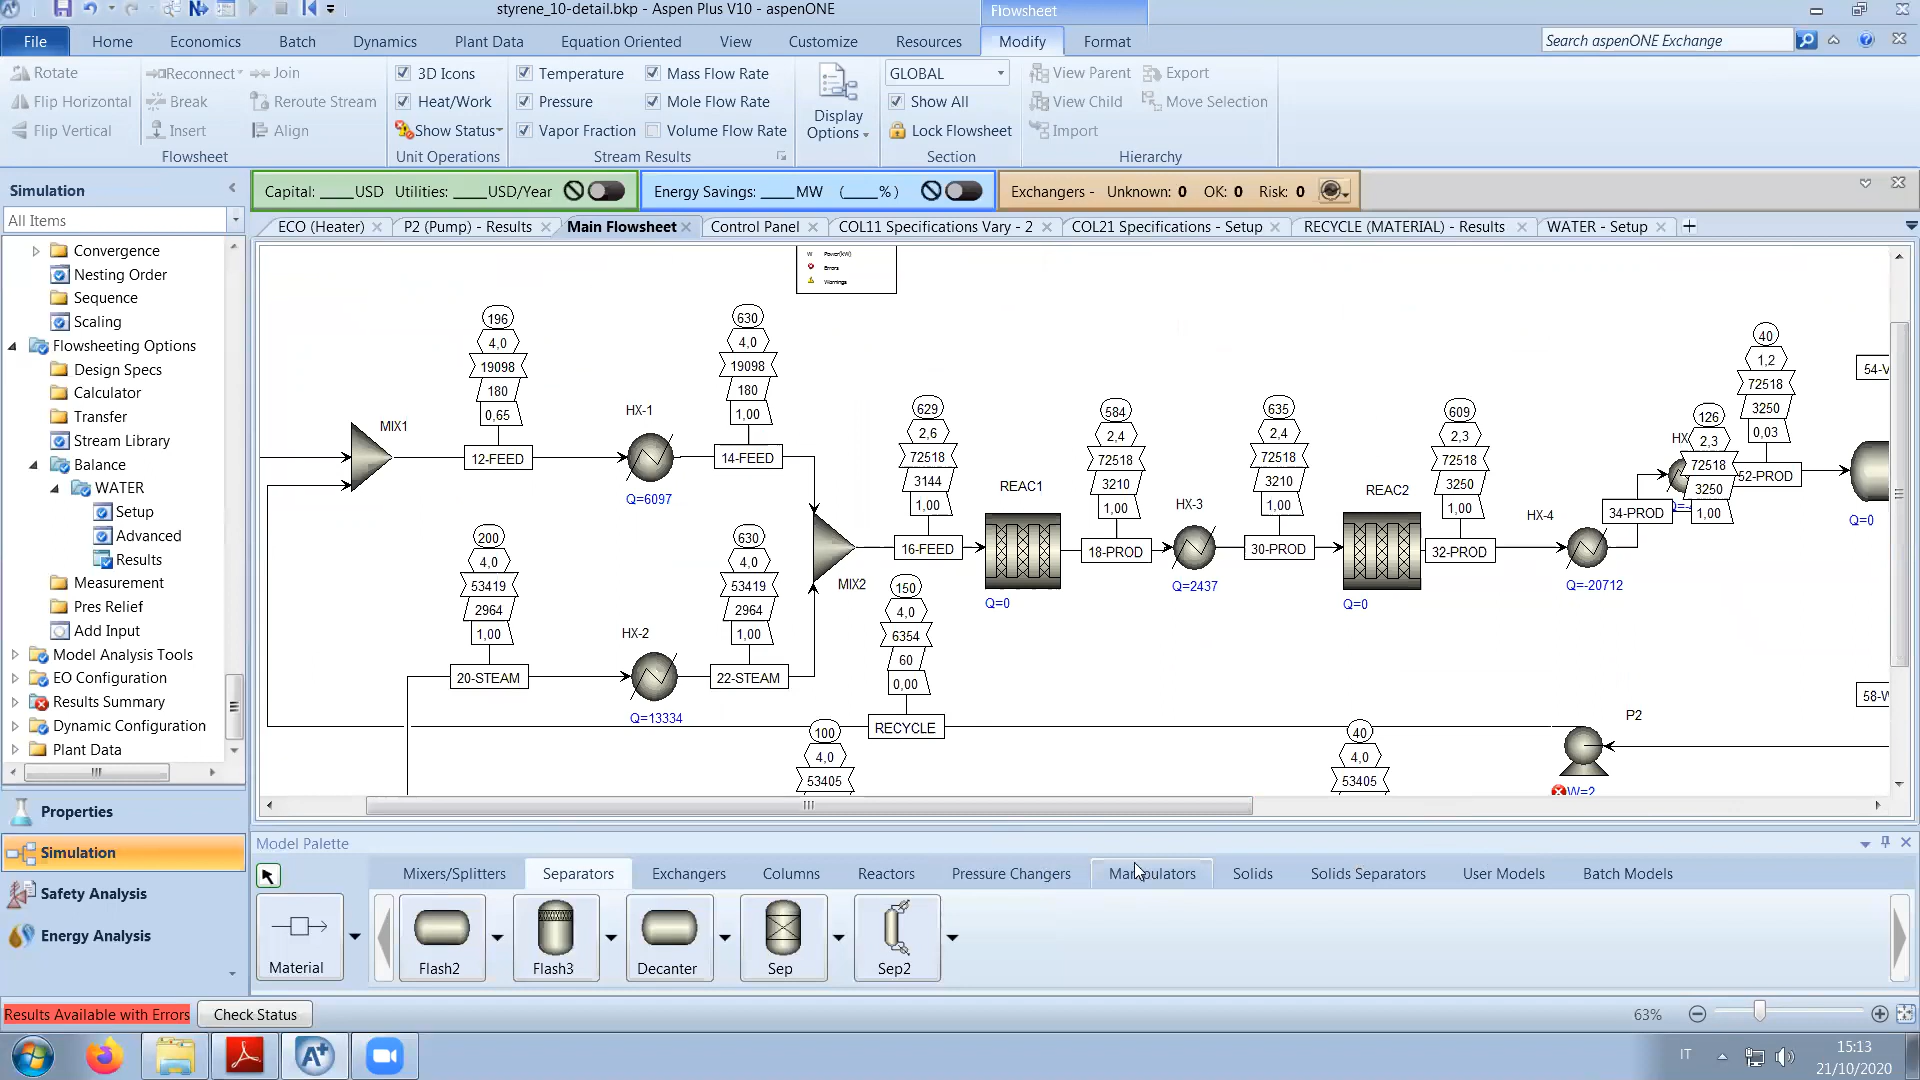 styrene_10-detail.bkp - Aspen Plus V10 - aspenONE
Flowsheet
File Home Economics Batch Dynamics Plant Data Equation Oriented View Customize Resources Modify Format
Search aspenONE Exchange
Rotate Reconnect Join
Flip Horizontal Break Reroute Stream
Flip Vertical Insert Align
Flowsheet
3D Icons
Heat/Work
Show Status
Unit Operations
Temperature Mass Flow Rate
Pressure Mole Flow Rate
Vapor Fraction Volume Flow Rate
Stream Results
Display
Options
GLOBAL
Show All
Lock Flowsheet
Section
View Parent Export
View Child Move Selection
Import
Hierarchy
Simulation
Capital: ____USD Utilities: ____USD/Year
Energy Savings: ____MW (____%)
Exchangers - Unknown: 0 OK: 0 Risk: 0
All Items
ECO (Heater) P2 (Pump) - Results Main Flowsheet Control Panel COL11 Specifications Vary - 2 COL21 Specifications - Setup RECYCLE (MATERIAL) - Results WATER - Setup
Convergence
Nesting Order
Sequence
Scaling
Flowsheeting Options
Design Specs
Calculator
Transfer
Stream Library
Balance
WATER
Setup
Advanced
Results
Measurement
Pres Relief
Add Input
Model Analysis Tools
EO Configuration
Results Summary
Dynamic Configuration
Plant Data
Properties
Simulation
Safety Analysis
Energy Analysis
W Power(kW)
Errors
Warnings
MIX1
196
4,0
19098
180
0,65
12-FEED
HX-1
Q=6097
630
4,0
19098
180
1,00
14-FEED
200
4,0
53419
2964
1,00
20-STEAM
HX-2
Q=13334
630
4,0
53419
2964
1,00
22-STEAM
MIX2
629
2,6
72518
3144
1,00
16-FEED
REAC1
Q=0
584
2,4
72518
3210
1,00
18-PROD
HX-3
Q=2437
635
2,4
72518
3210
1,00
30-PROD
REAC2
Q=0
609
2,3
72518
3250
1,00
32-PROD
HX-4
Q=-20712
34-PROD
HX
126
2,3
72518
3250
1,00
40
1,2
72518
3250
0,03
52-PROD
54-V
Q=0
58-W
150
4,0
6354
60
0,00
RECYCLE
100
4,0
53405
40
4,0
53405
P2
W=2
Model Palette
Mixers/Splitters Separators Exchangers Columns Reactors Pressure Changers Manipulators Solids Solids Separators User Models Batch Models
Material Flash2 Flash3 Decanter Sep Sep2
Results Available with Errors Check Status
63%
IT
15:13
21/10/2020